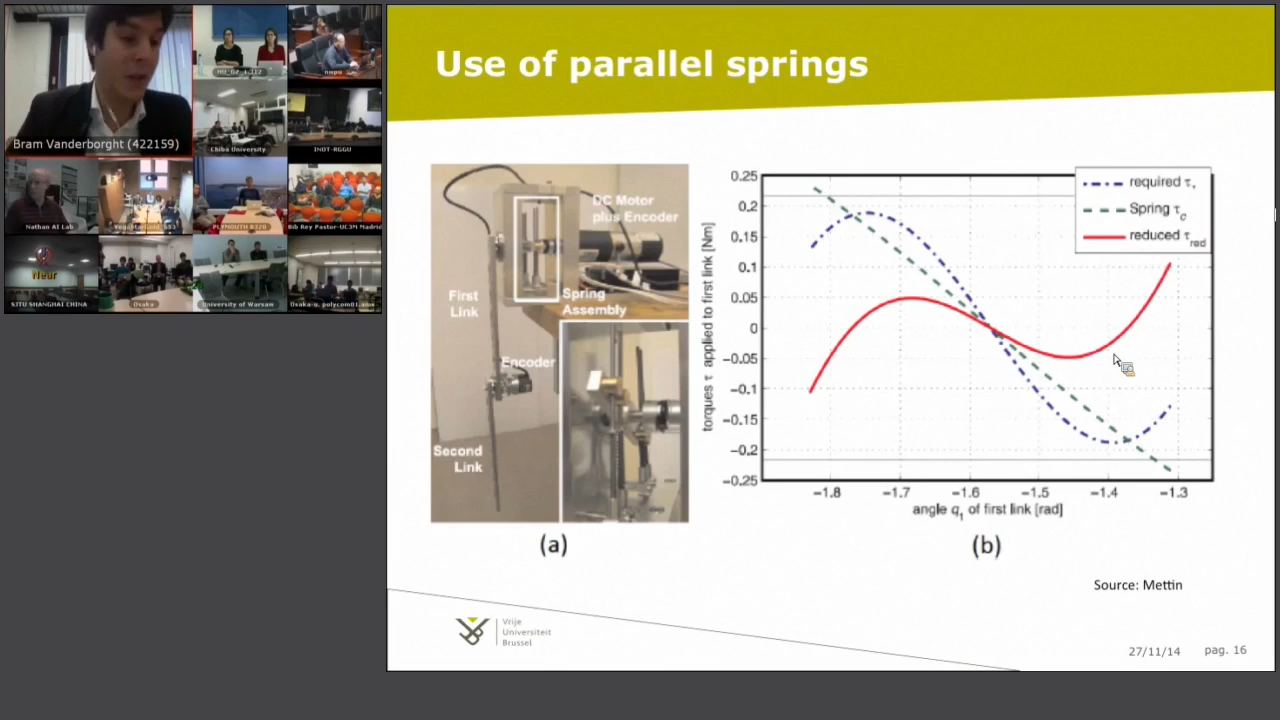 Use of parallel springs
Bram Vanderborght (422159)
MU_G2_L312
nwpu
Chiba University
INOT-RGGU
Nathan AI Lab
PLYMOUTH B320
Bib Rey Pastor-UC3M Madrid
Near
SJTU SHANGHAI CHINA
Osaka
University of Warsaw
DC Motor
plus Encoder
First
Link
Spring
Assembly
Encoder
Second
Link
(a)
required τ*
Spring τc
reduced τred
torques τ applied to first link [Nm]
0.25
0,2
0.15
0.1
0.05
0
−0.05
−0.1
−0.15
−0.2
−0.25
−1.8
−1.7
−1.6
−1.5
−1.4
−1.3
angle q1 of first link [rad]
(b)
Source: Mettin
Vrije
Universiteit
Brussel
27/11/14
pag. 16